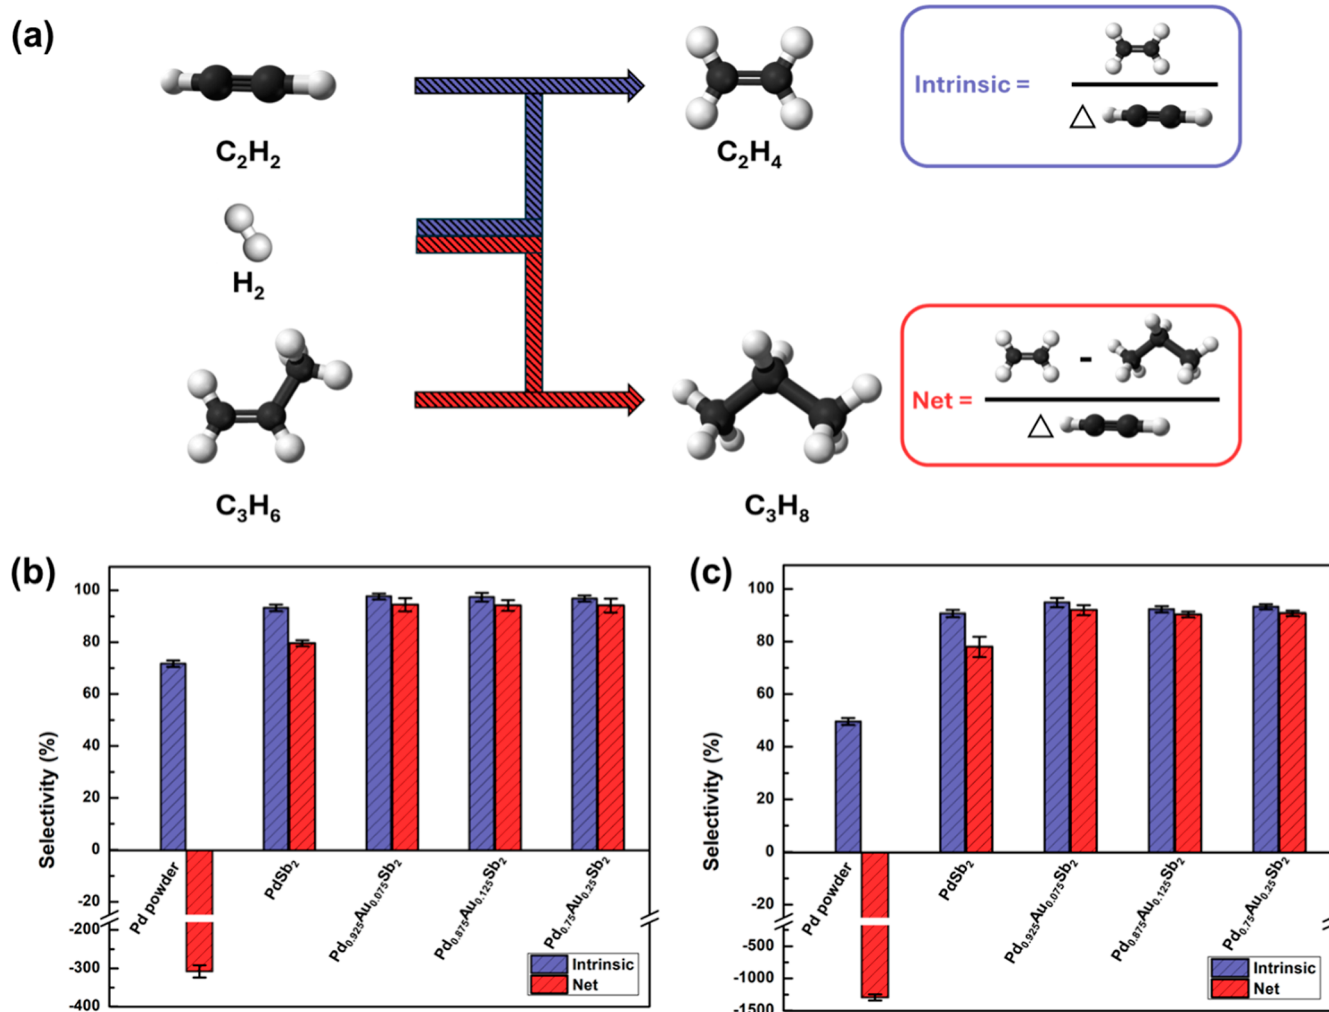 (a)
C₂H₂
C₂H₄
Intrinsic =
△
H₂
C₃H₆
C₃H₈
Net =
-
△
(b)
Selectivity (%)
100
80
60
40
20
0
-20
-200
-300
-400
Pd powder
PdSb₂
Pd₀.₉₂₅Au₀.₀₇₅Sb₂
Pd₀.₈₇₅Au₀.₁₂₅Sb₂
Pd₀.₇₅Au₀.₂₅Sb₂
Intrinsic
Net
(c)
Selectivity (%)
100
80
60
40
20
0
-20
-500
-1000
-1500
Pd powder
PdSb₂
Pd₀.₉₂₅Au₀.₀₇₅Sb₂
Pd₀.₈₇₅Au₀.₁₂₅Sb₂
Pd₀.₇₅Au₀.₂₅Sb₂
Intrinsic
Net